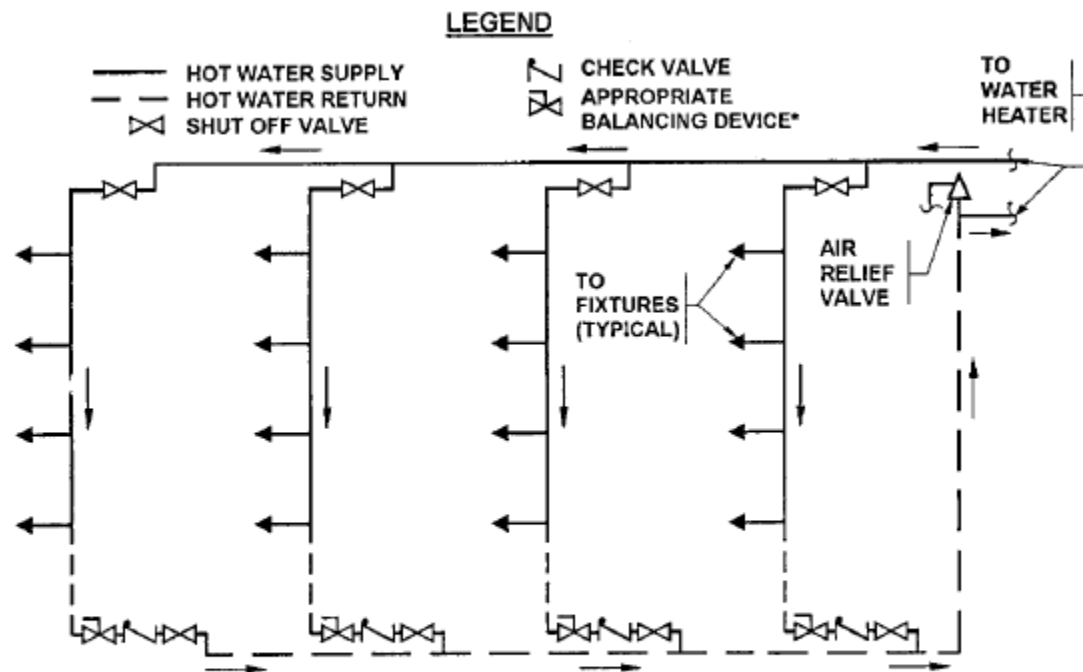 LEGEND
HOT WATER SUPPLY
HOT WATER RETURN
SHUT OFF VALVE
CHECK VALVE
APPROPRIATE
BALANCING DEVICE*
TO
WATER
HEATER
TO
FIXTURES
(TYPICAL)
AIR
RELIEF
VALVE